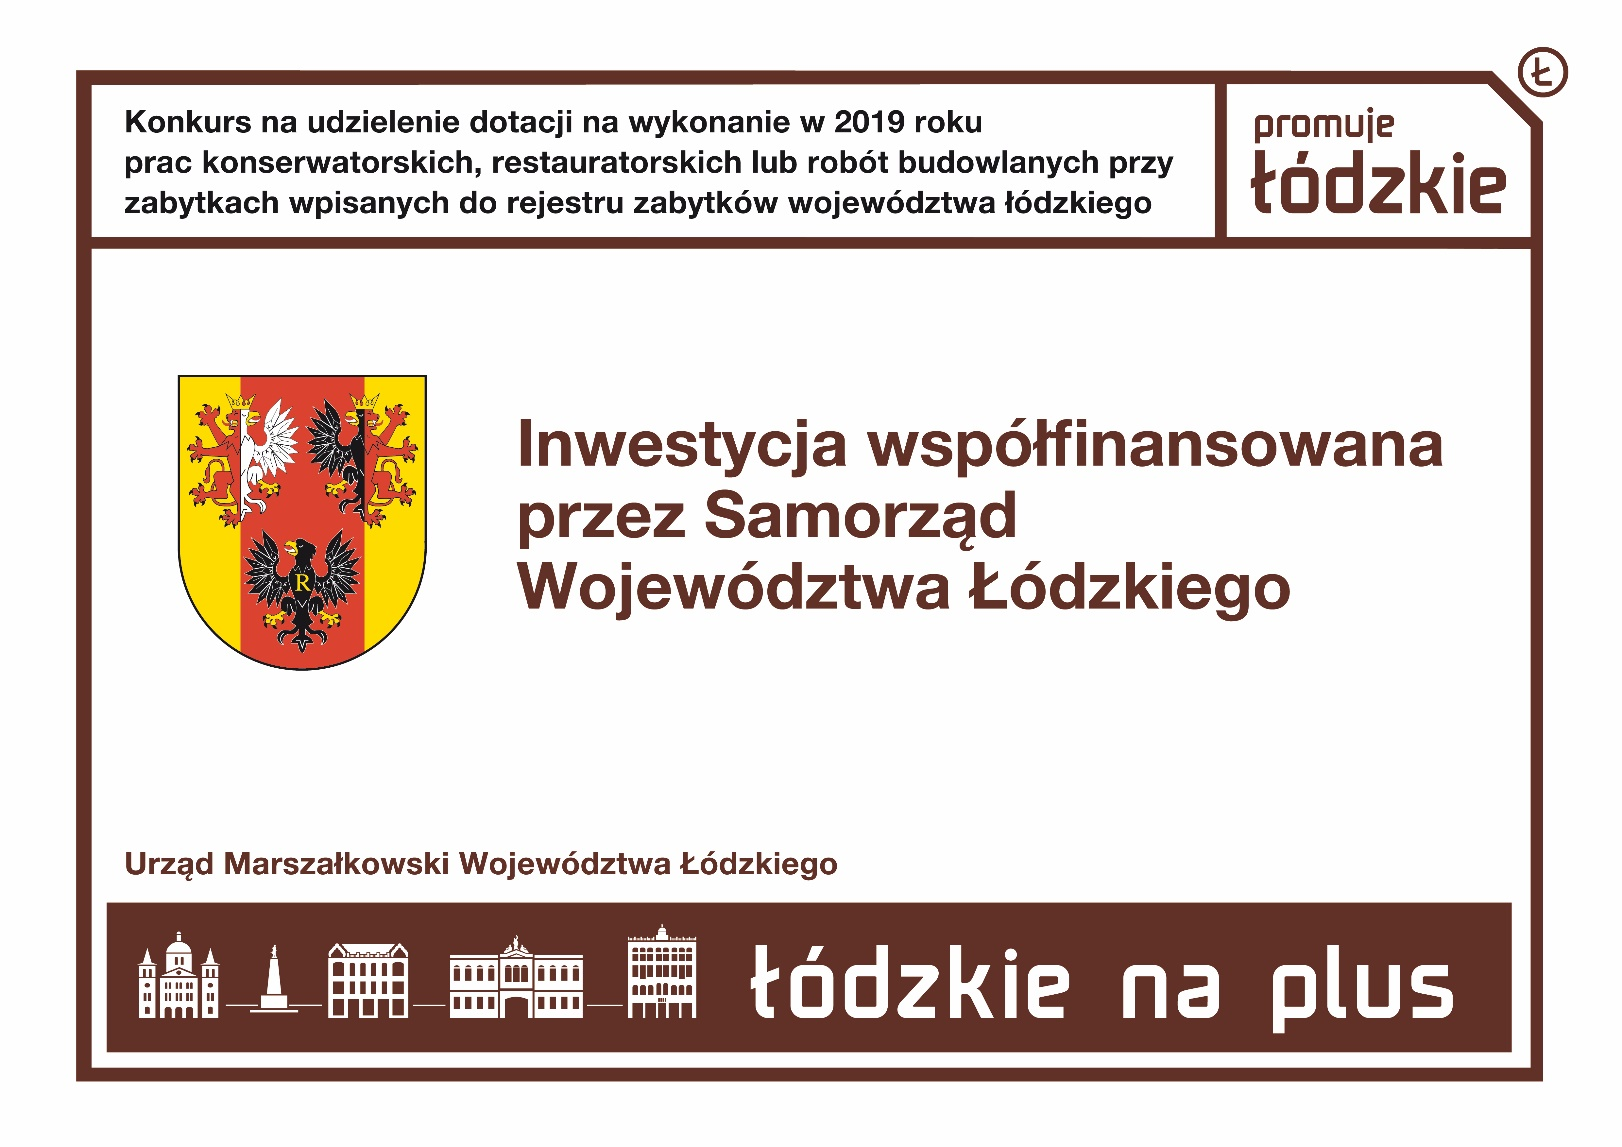 Ł
Konkurs na udzielenie dotacji na wykonanie w 2019 roku
prac konserwatorskich, restauratorskich lub robót budowlanych przy
zabytkach wpisanych do rejestru zabytków województwa łódzkiego
promuje
łódzkie
Inwestycja współfinansowana
przez Samorząd
Województwa Łódzkiego
R
Urząd Marszałkowski Województwa Łódzkiego
łódzkie na plus